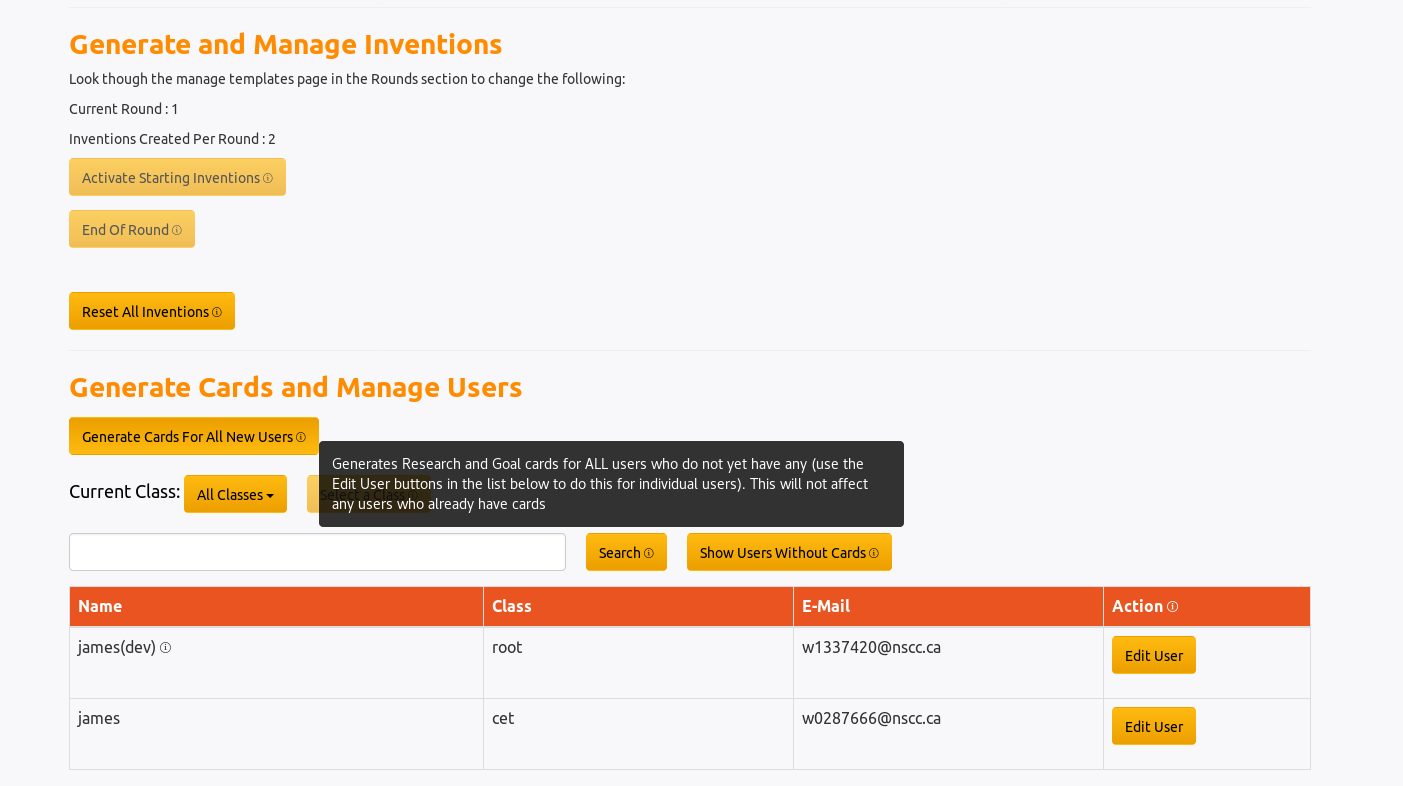 Generate and Manage Inventions
Look though the manage templates page in the Rounds section to change the following:
Current Round : 1
Inventions Created Per Round : 2
Activate Starting Inventions ⓘ
End Of Round ⓘ
Reset All Inventions ⓘ
Generate Cards and Manage Users
Generate Cards For All New Users ⓘ
Generates Research and Goal cards for ALL users who do not yet have any (use the
Edit User buttons in the list below to do this for individual users). This will not affect
any users who already have cards
Current Class: All Classes Select a Class
Search ⓘ Show Users Without Cards ⓘ
Name Class E-Mail Action ⓘ
james(dev) ⓘ root w1337420@nscc.ca Edit User
james cet w0287666@nscc.ca Edit User